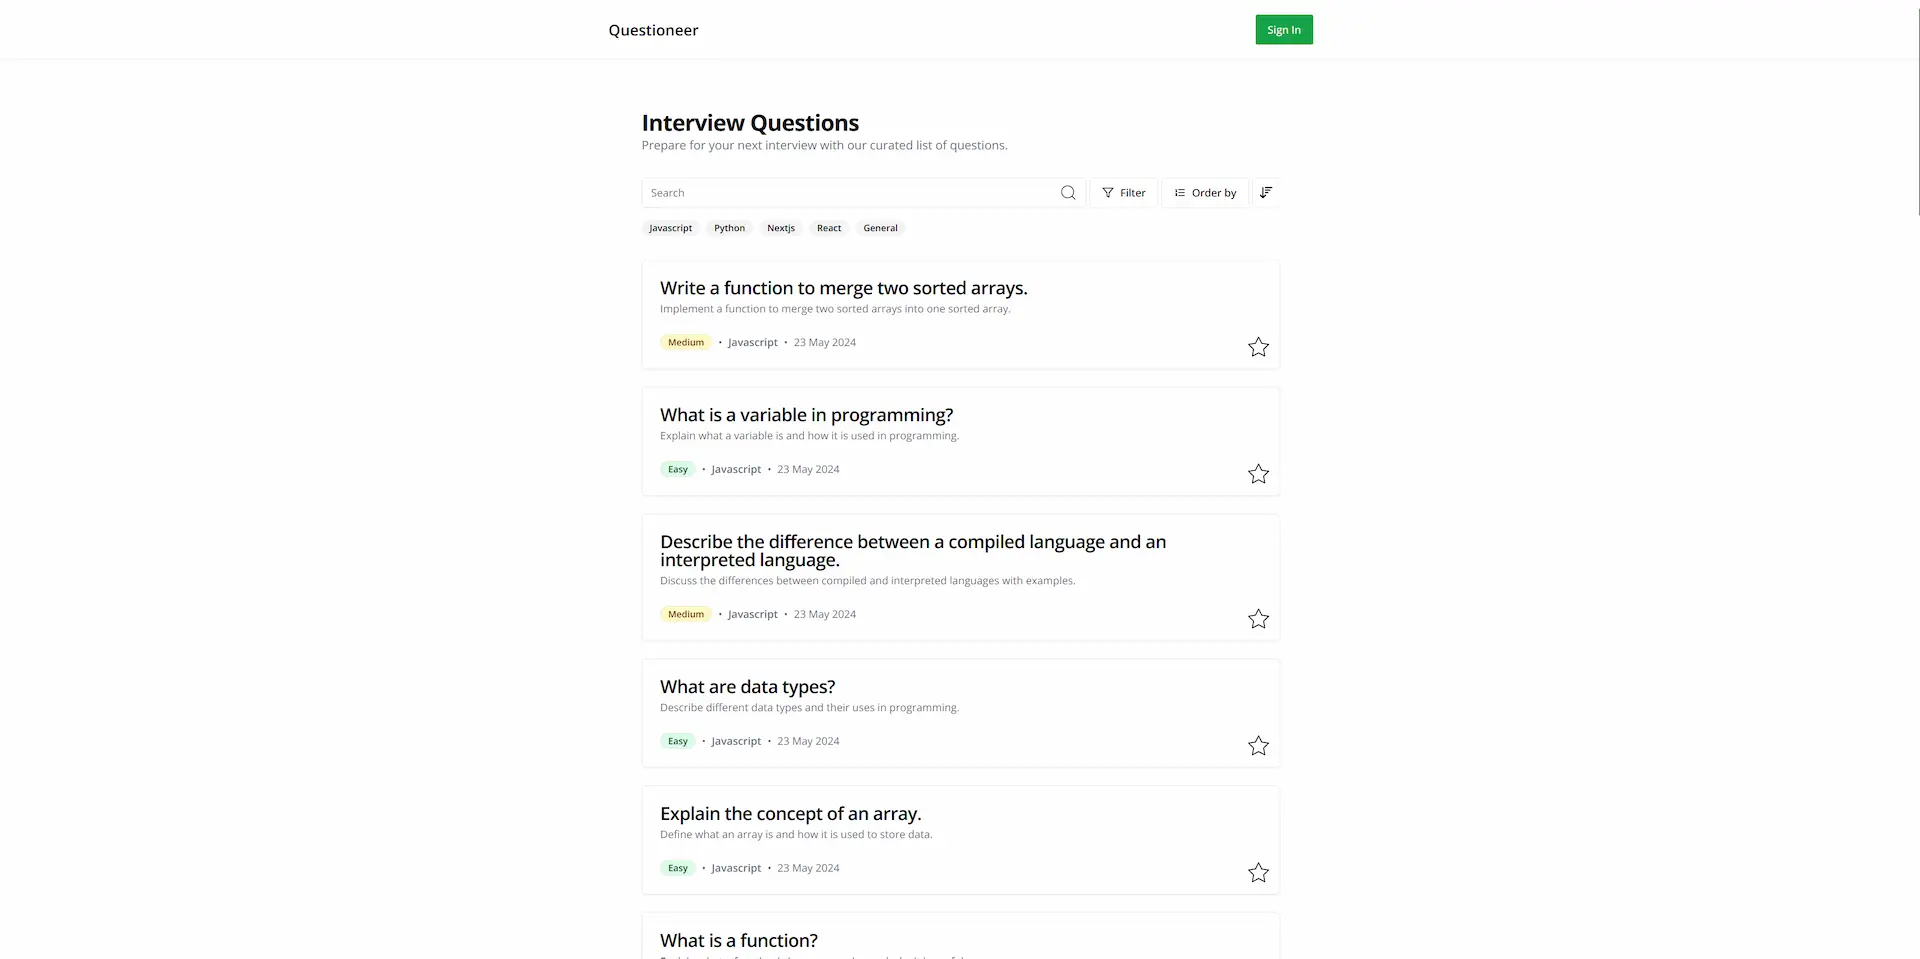 Questioneer
Sign In
Interview Questions
Prepare for your next interview with our curated list of questions.
Search
Filter
Order by
Javascript Python Nextjs React General
Write a function to merge two sorted arrays.
Implement a function to merge two sorted arrays into one sorted array.
Medium • Javascript • 23 May 2024
What is a variable in programming?
Explain what a variable is and how it is used in programming.
Easy • Javascript • 23 May 2024
Describe the difference between a compiled language and an
interpreted language.
Discuss the differences between compiled and interpreted languages with examples.
Medium • Javascript • 23 May 2024
What are data types?
Describe different data types and their uses in programming.
Easy • Javascript • 23 May 2024
Explain the concept of an array.
Define what an array is and how it is used to store data.
Easy • Javascript • 23 May 2024
What is a function?